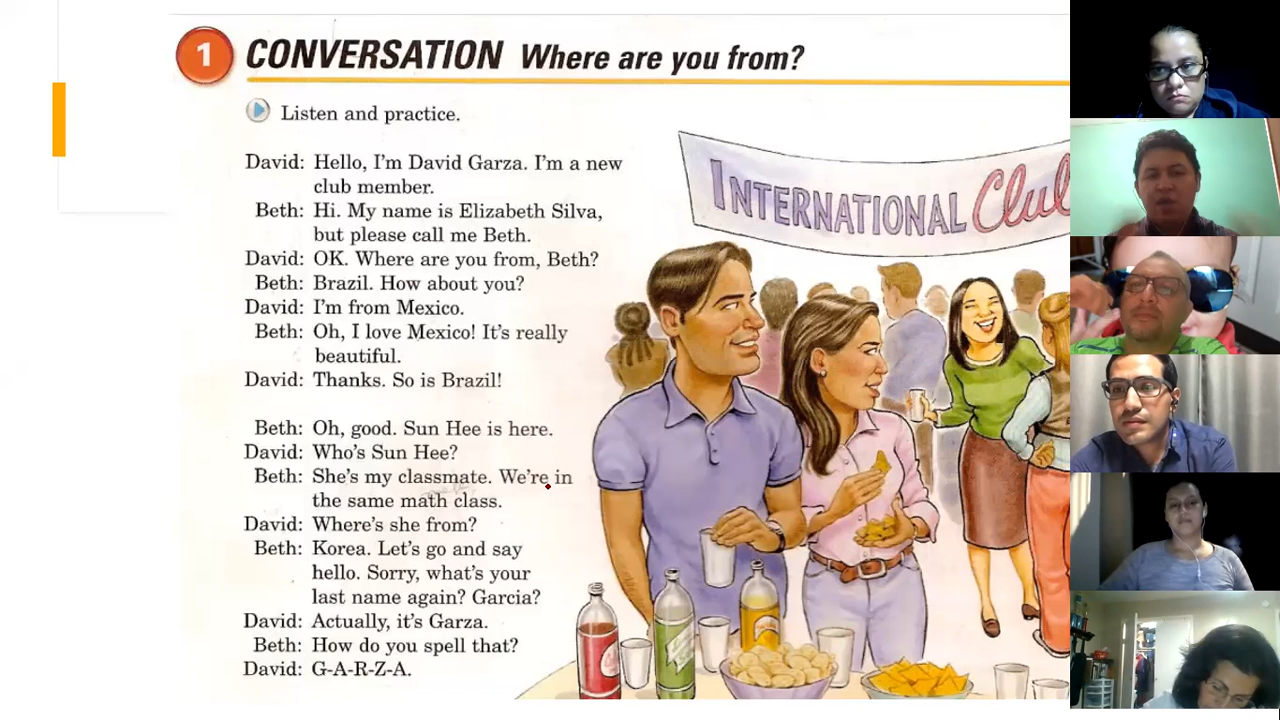 1 CONVERSATION Where are you from?
Listen and practice.
INTERNATIONAL Club
David: Hello, I'm David Garza. I'm a new
club member.
Beth: Hi. My name is Elizabeth Silva,
but please call me Beth.
David: OK. Where are you from, Beth?
Beth: Brazil. How about you?
David: I'm from Mexico.
Beth: Oh, I love Mexico! It's really
beautiful.
David: Thanks. So is Brazil!
Beth: Oh, good. Sun Hee is here.
David: Who's Sun Hee?
Beth: She's my classmate. We're in
the same math class.
David: Where's she from?
Beth: Korea. Let's go and say
hello. Sorry, what's your
last name again? Garcia?
David: Actually, it's Garza.
Beth: How do you spell that?
David: G-A-R-Z-A.